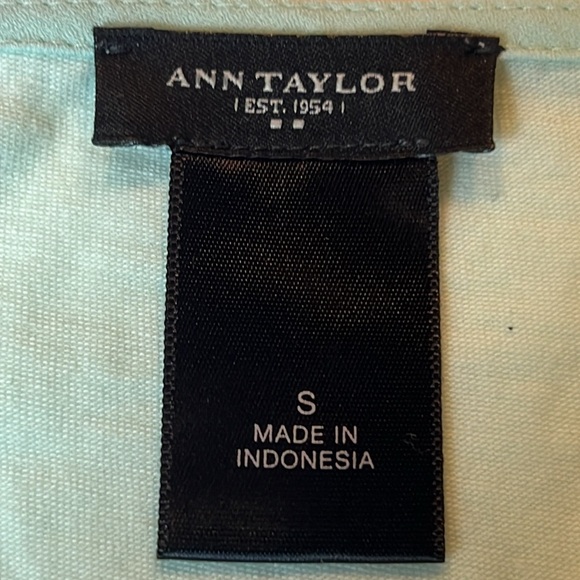 ANN TAYLOR
| EST. 1954 |
S
MADE IN
INDONESIA